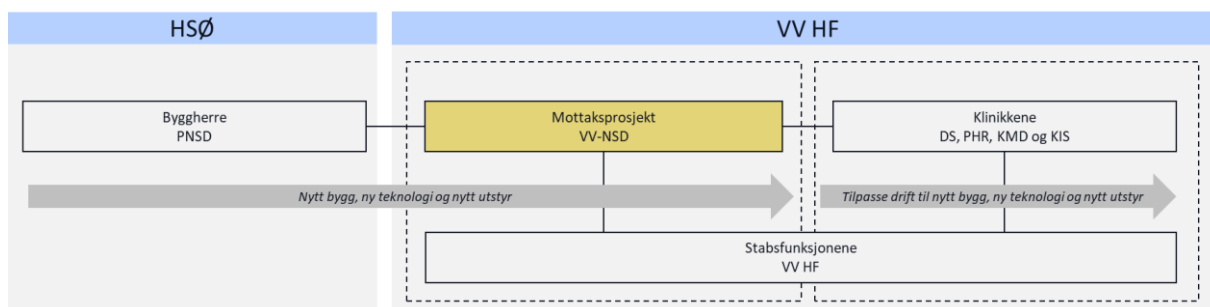 HSØ
VV HF
Byggherre
PNSD
Mottaksprosjekt
VV-NSD
Klinikkene
DS, PHR, KMD og KIS
Nytt bygg, ny teknologi og nytt utstyr
Tilpasse drift til nytt bygg, ny teknologi og nytt utstyr
Stabsfunksjonene
VV HF